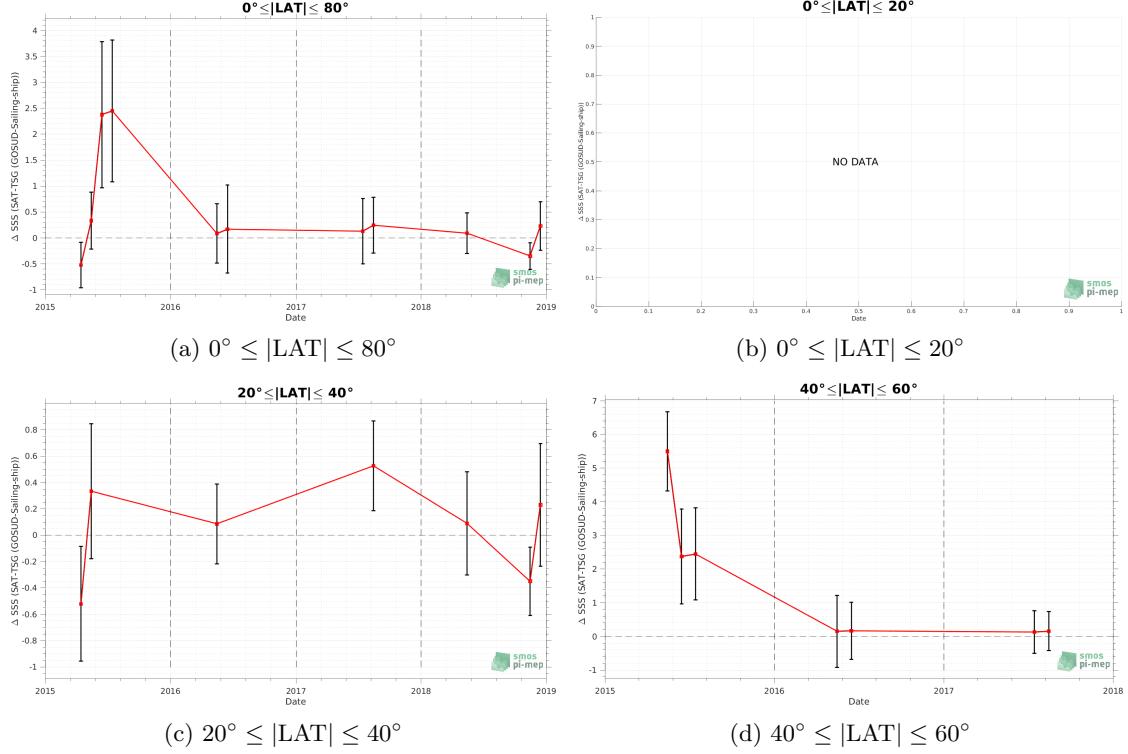 0°≤|LAT|≤ 80°
Δ SSS (SAT-TSG (GOSUD-Sailing-ship))
4
3.5
3
2.5
2
1.5
1
0.5
0
-0.5
-1
2015 2016 2017 2018 2019
Date
smos
pi-mep
(a) 0° ≤ |LAT| ≤ 80°
0°≤|LAT|≤ 20°
Δ SSS (SAT-TSG (GOSUD-Sailing-ship))
1
0.9
0.8
0.7
0.6
0.5
0.4
0.3
0.2
0.1
0
NO DATA
0 0.1 0.2 0.3 0.4 0.5 0.6 0.7 0.8 0.9 1
Date
smos
pi-mep
(b) 0° ≤ |LAT| ≤ 20°
20°≤|LAT|≤ 40°
Δ SSS (SAT-TSG (GOSUD-Sailing-ship))
0.8
0.6
0.4
0.2
0
-0.2
-0.4
-0.6
-0.8
-1
2015 2016 2017 2018 2019
Date
smos
pi-mep
(c) 20° ≤ |LAT| ≤ 40°
40°≤|LAT|≤ 60°
Δ SSS (SAT-TSG (GOSUD-Sailing-ship))
7
6
5
4
3
2
1
0
-1
2015 2016 2017 2018
Date
smos
pi-mep
(d) 40° ≤ |LAT| ≤ 60°